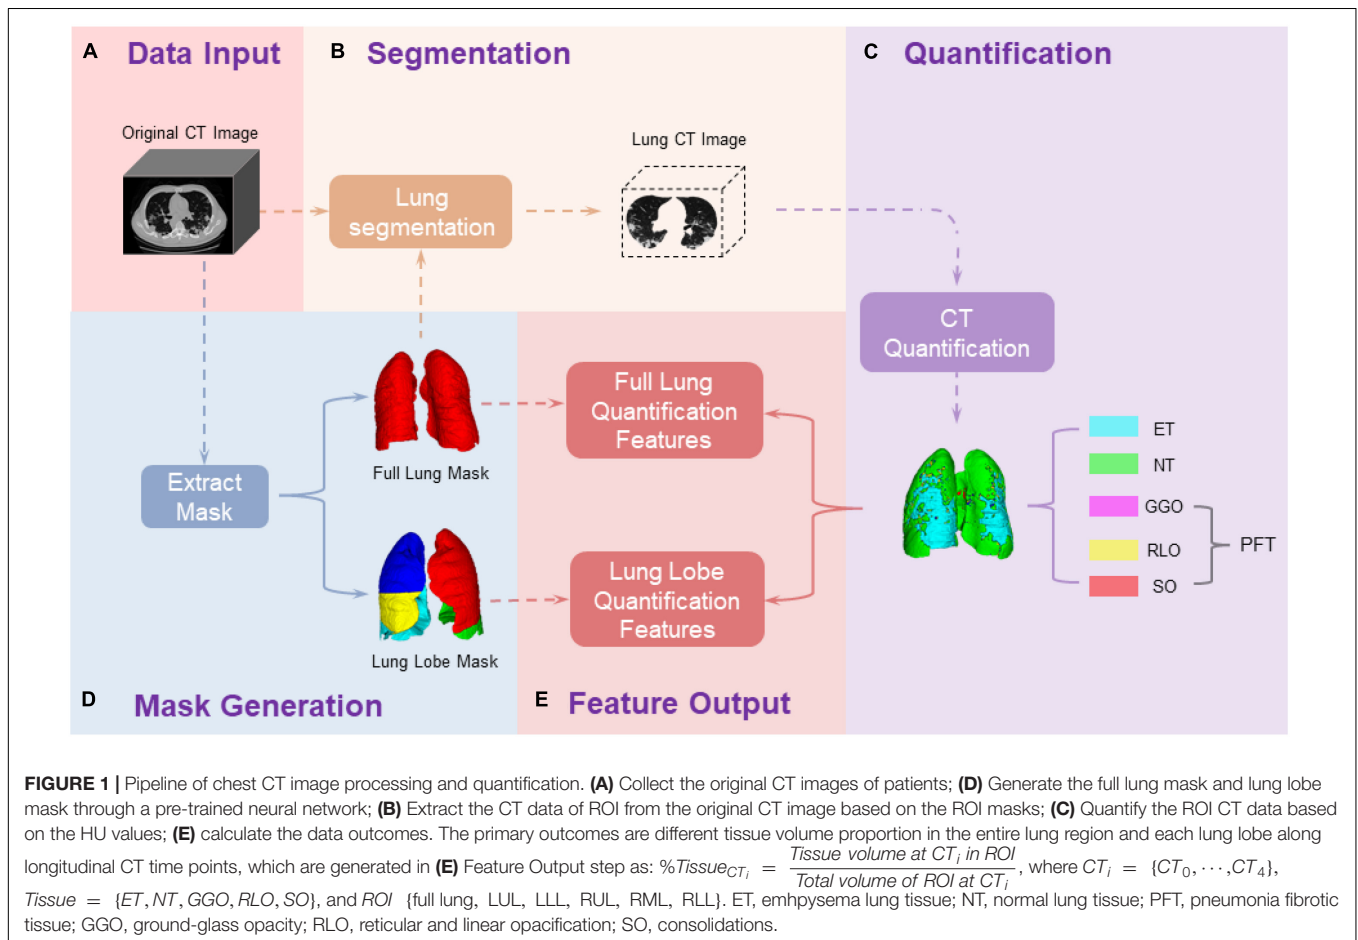 A Data Input
B Segmentation
C Quantification
Original CT Image
Lung CT Image
Lung
segmentation
CT
Quantification
Full Lung
Quantification
Features
Full Lung Mask
Extract
Mask
ET
NT
GGO
RLO
SO
PFT
Lung Lobe
Quantification
Features
Lung Lobe Mask
D Mask Generation
E Feature Output
FIGURE 1 | Pipeline of chest CT image processing and quantification. (A) Collect the original CT images of patients; (D) Generate the full lung mask and lung lobe
mask through a pre-trained neural network; (B) Extract the CT data of ROI from the original CT image based on the ROI masks; (C) Quantify the ROI CT data based
on the HU values; (E) calculate the data outcomes. The primary outcomes are different tissue volume proportion in the entire lung region and each lung lobe along
longitudinal CT time points, which are generated in (E) Feature Output step as: %Tissue_{CT_i} = \frac{Tissue volume at CT_i in ROI}{Total volume of ROI at CT_i}, where CT_i = {CT_0, ··· ,CT_4},
Tissue = {ET, NT, GGO, RLO, SO}, and ROI {full lung, LUL, LLL, RUL, RML, RLL}. ET, emhpysema lung tissue; NT, normal lung tissue; PFT, pneumonia fibrotic
tissue; GGO, ground-glass opacity; RLO, reticular and linear opacification; SO, consolidations.